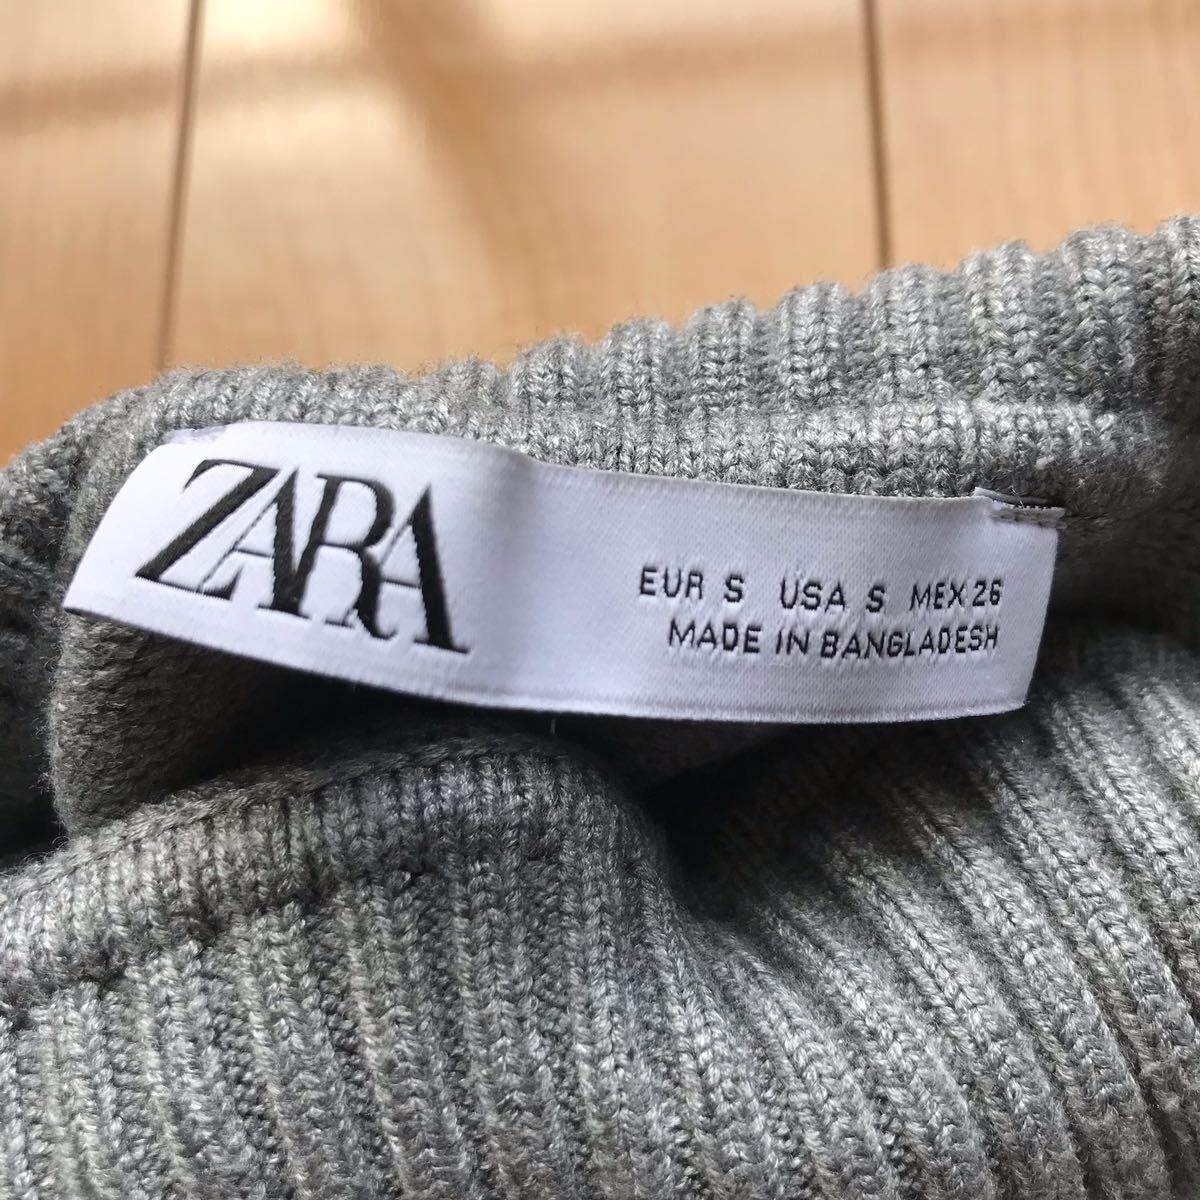 ZARA
EUR S USA S MEX 26
MADE IN BANGLADESH